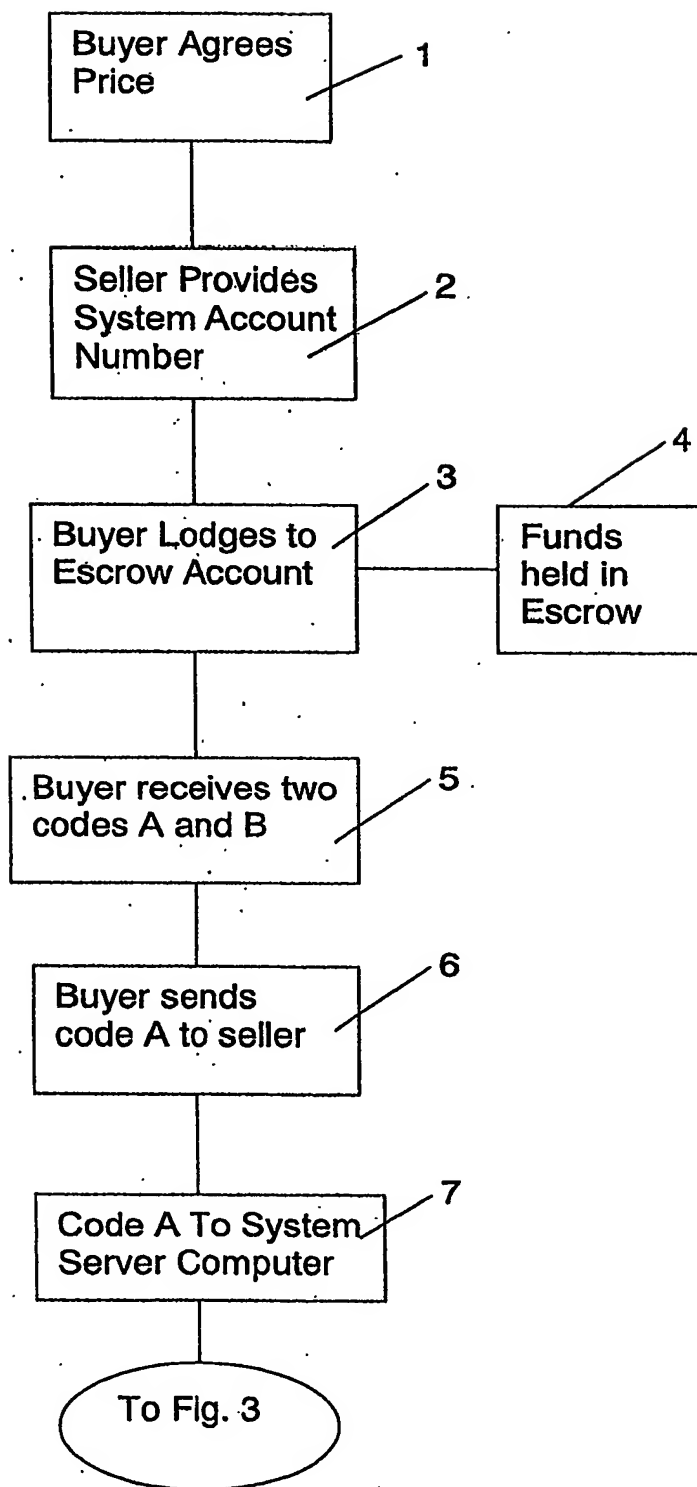 Buyer Agrees
Price
1
Seller Provides
System Account
Number
2
Buyer Lodges to
Escrow Account
3
Funds
held in
Escrow
4
Buyer receives two
codes A and B
5
Buyer sends
code A to seller
6
Code A To System
Server Computer
7
To Fig. 3